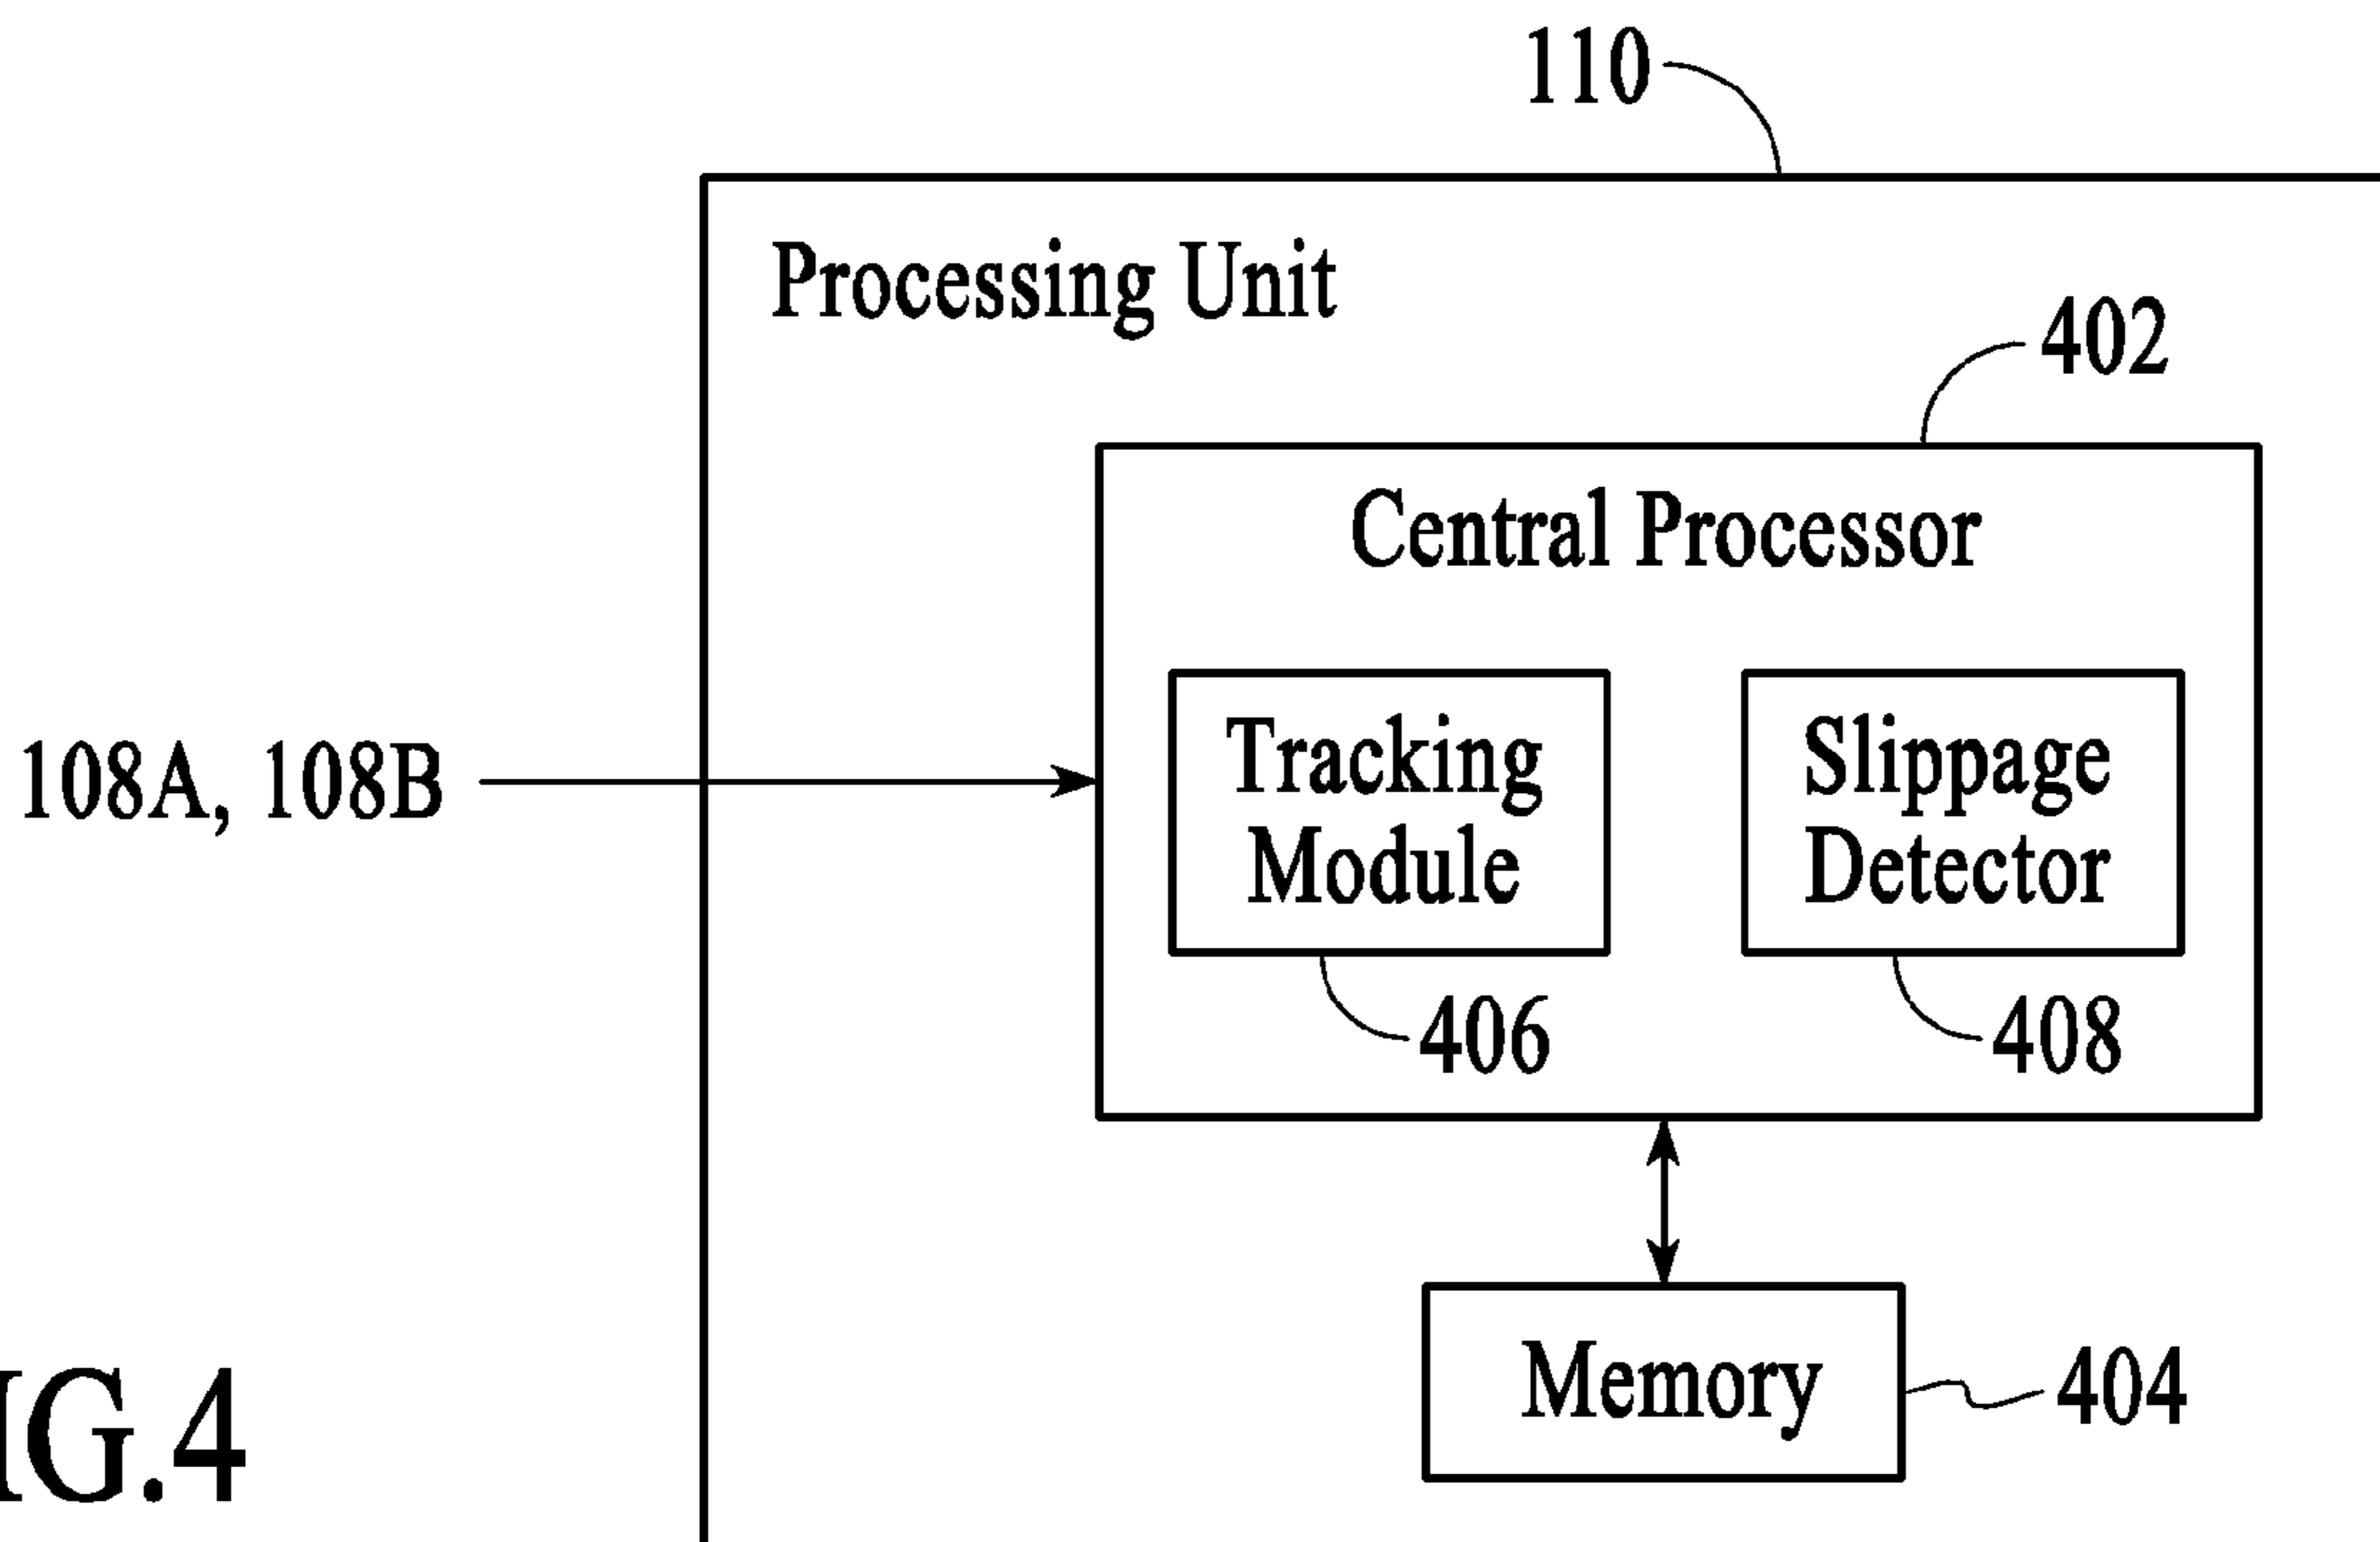 110
Processing Unit
402
Central Processor
108A, 108B
Tracking
Module
Slippage
Detector
406
408
Memory
404
IG.4